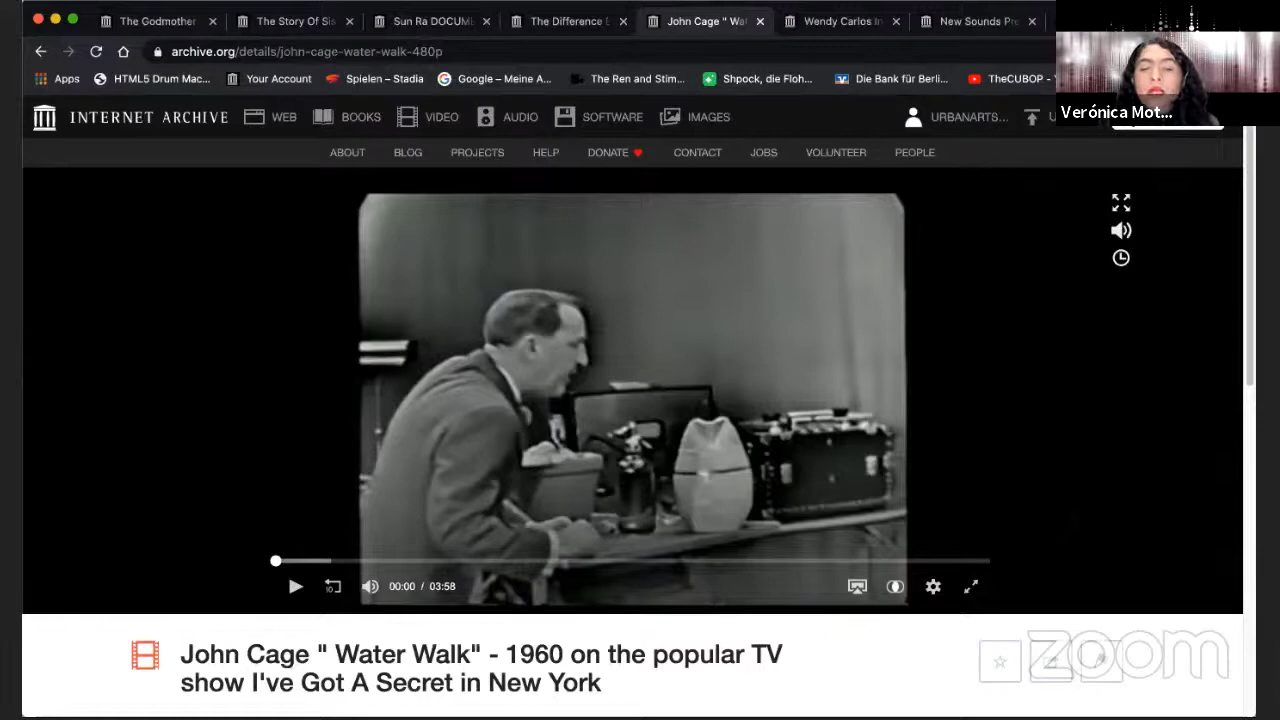 The Godmother
The Story Of Sis
Sun Ra DOCUM
The Difference
John Cage " Wa
Wendy Carlos In
New Sounds Pre
archive.org/details/john-cage-water-walk-480p
Apps
HTML5 Drum Mac...
Your Account
Spielen – Stadia
Google – Meine A...
The Ren and Stim...
Shpock, die Floh...
Die Bank für Berli...
TheCUBOP -
Verónica Mot...
INTERNET ARCHIVE
WEB
BOOKS
VIDEO
AUDIO
SOFTWARE
IMAGES
URBANARTS...
ABOUT
BLOG
PROJECTS
HELP
DONATE
CONTACT
JOBS
VOLUNTEER
PEOPLE
10
00:00 / 03:58
John Cage " Water Walk" - 1960 on the popular TV
show I've Got A Secret in New York
zoom